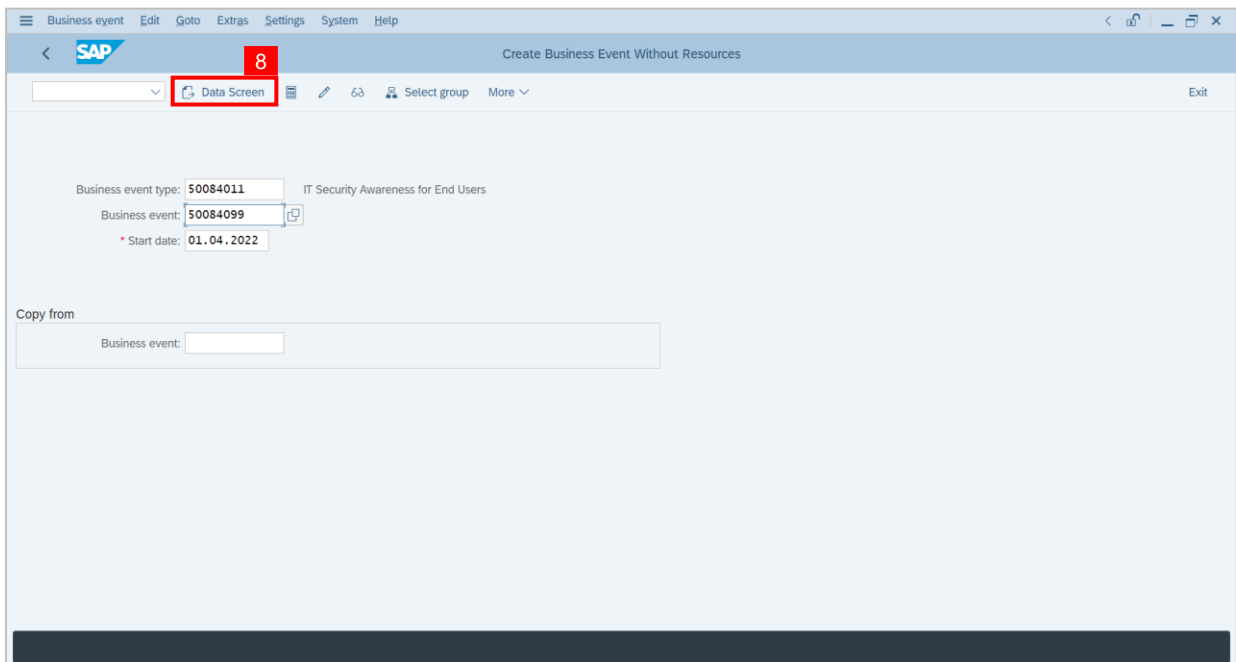 Business event Edit Goto Extras Settings System Help
SAP
Create Business Event Without Resources
8
Data Screen Select group More Exit
Business event type: 50084011 IT Security Awareness for End Users
Business event: 50084099
* Start date: 01.04.2022
Copy from
Business event: